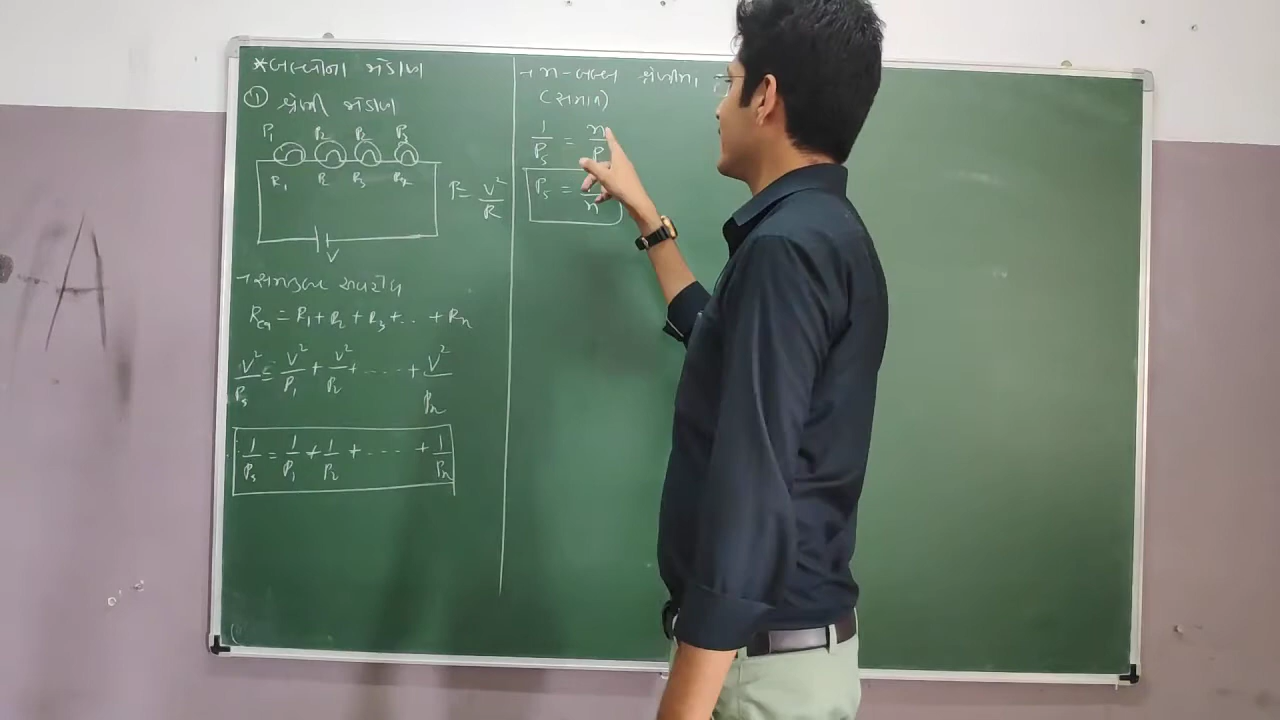 *બલ્બોના જોડાણ
① શ્રેણી જોડાણ
P₁ P₂ P₃ Pₙ
R₁ R₂ R₃ Rₙ
P = V²/R
V
→ સમતુલ્ય અવરોધ
Req = R₁ + R₂ + R₃ + .. + Rₙ
V²/Ps = V²/P₁ + V²/P₂ + ---- + V²/Pₙ
1/Ps = 1/P₁ + 1/P₂ + ---- + 1/Pₙ
→ n-બલ્બ શ્રેણીમાં
(સમાન)
1/Ps = n/P
Ps = /n
A